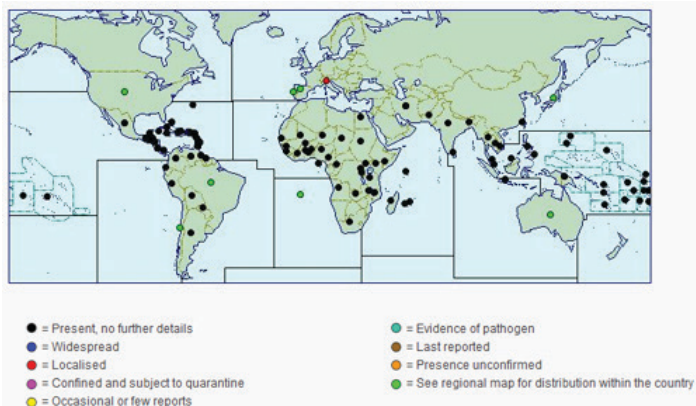 = Present, no further details
= Widespread
= Localised
= Confined and subject to quarantine
= Occasional or few reports
= Evidence of pathogen
= Last reported
= Presence unconfirmed
= See regional map for distribution within the country